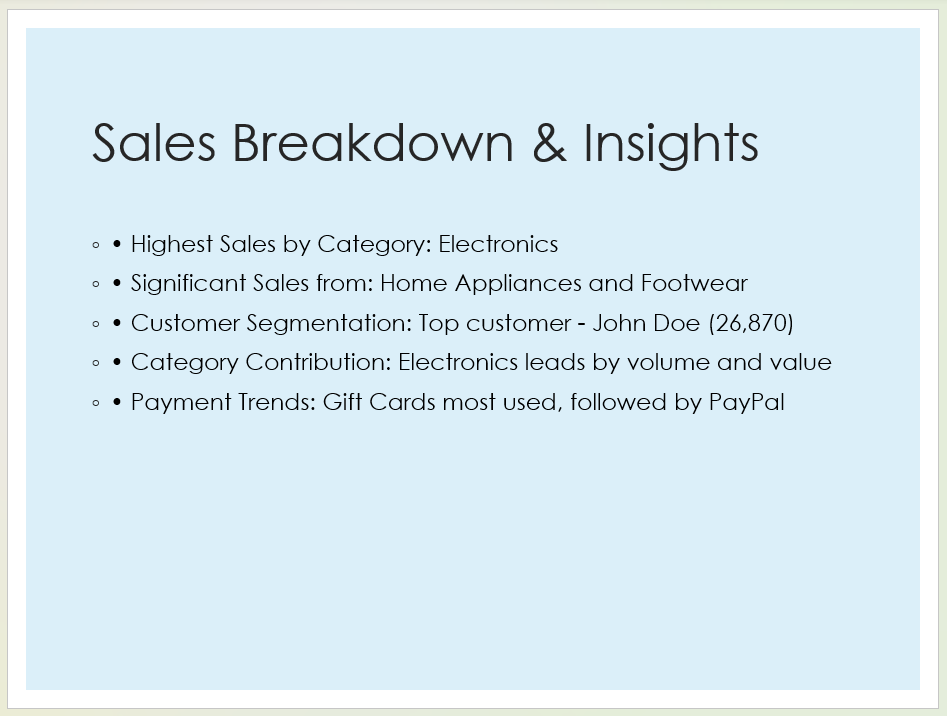 Sales Breakdown & Insights
◦ • Highest Sales by Category: Electronics
◦ • Significant Sales from: Home Appliances and Footwear
◦ • Customer Segmentation: Top customer - John Doe (26,870)
◦ • Category Contribution: Electronics leads by volume and value
◦ • Payment Trends: Gift Cards most used, followed by PayPal